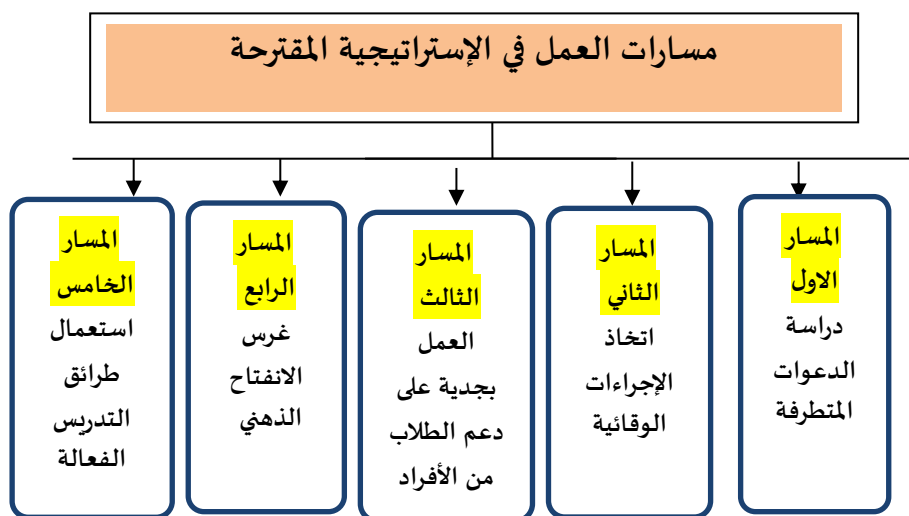 مسارات العمل في الإستراتيجية المقترحة
المسار
الاول
دراسة
الدعوات
المتطرفة
المسار
الثاني
اتخاذ
الإجراءات
الوقائية
المسار
الثالث
العمل
بجدية على
دعم الطلاب
من الأفراد
المسار
الرابع
غرس
الانفتاح
الذهني
المسار
الخامس
استعمال
طرائق
التدريس
الفعالة